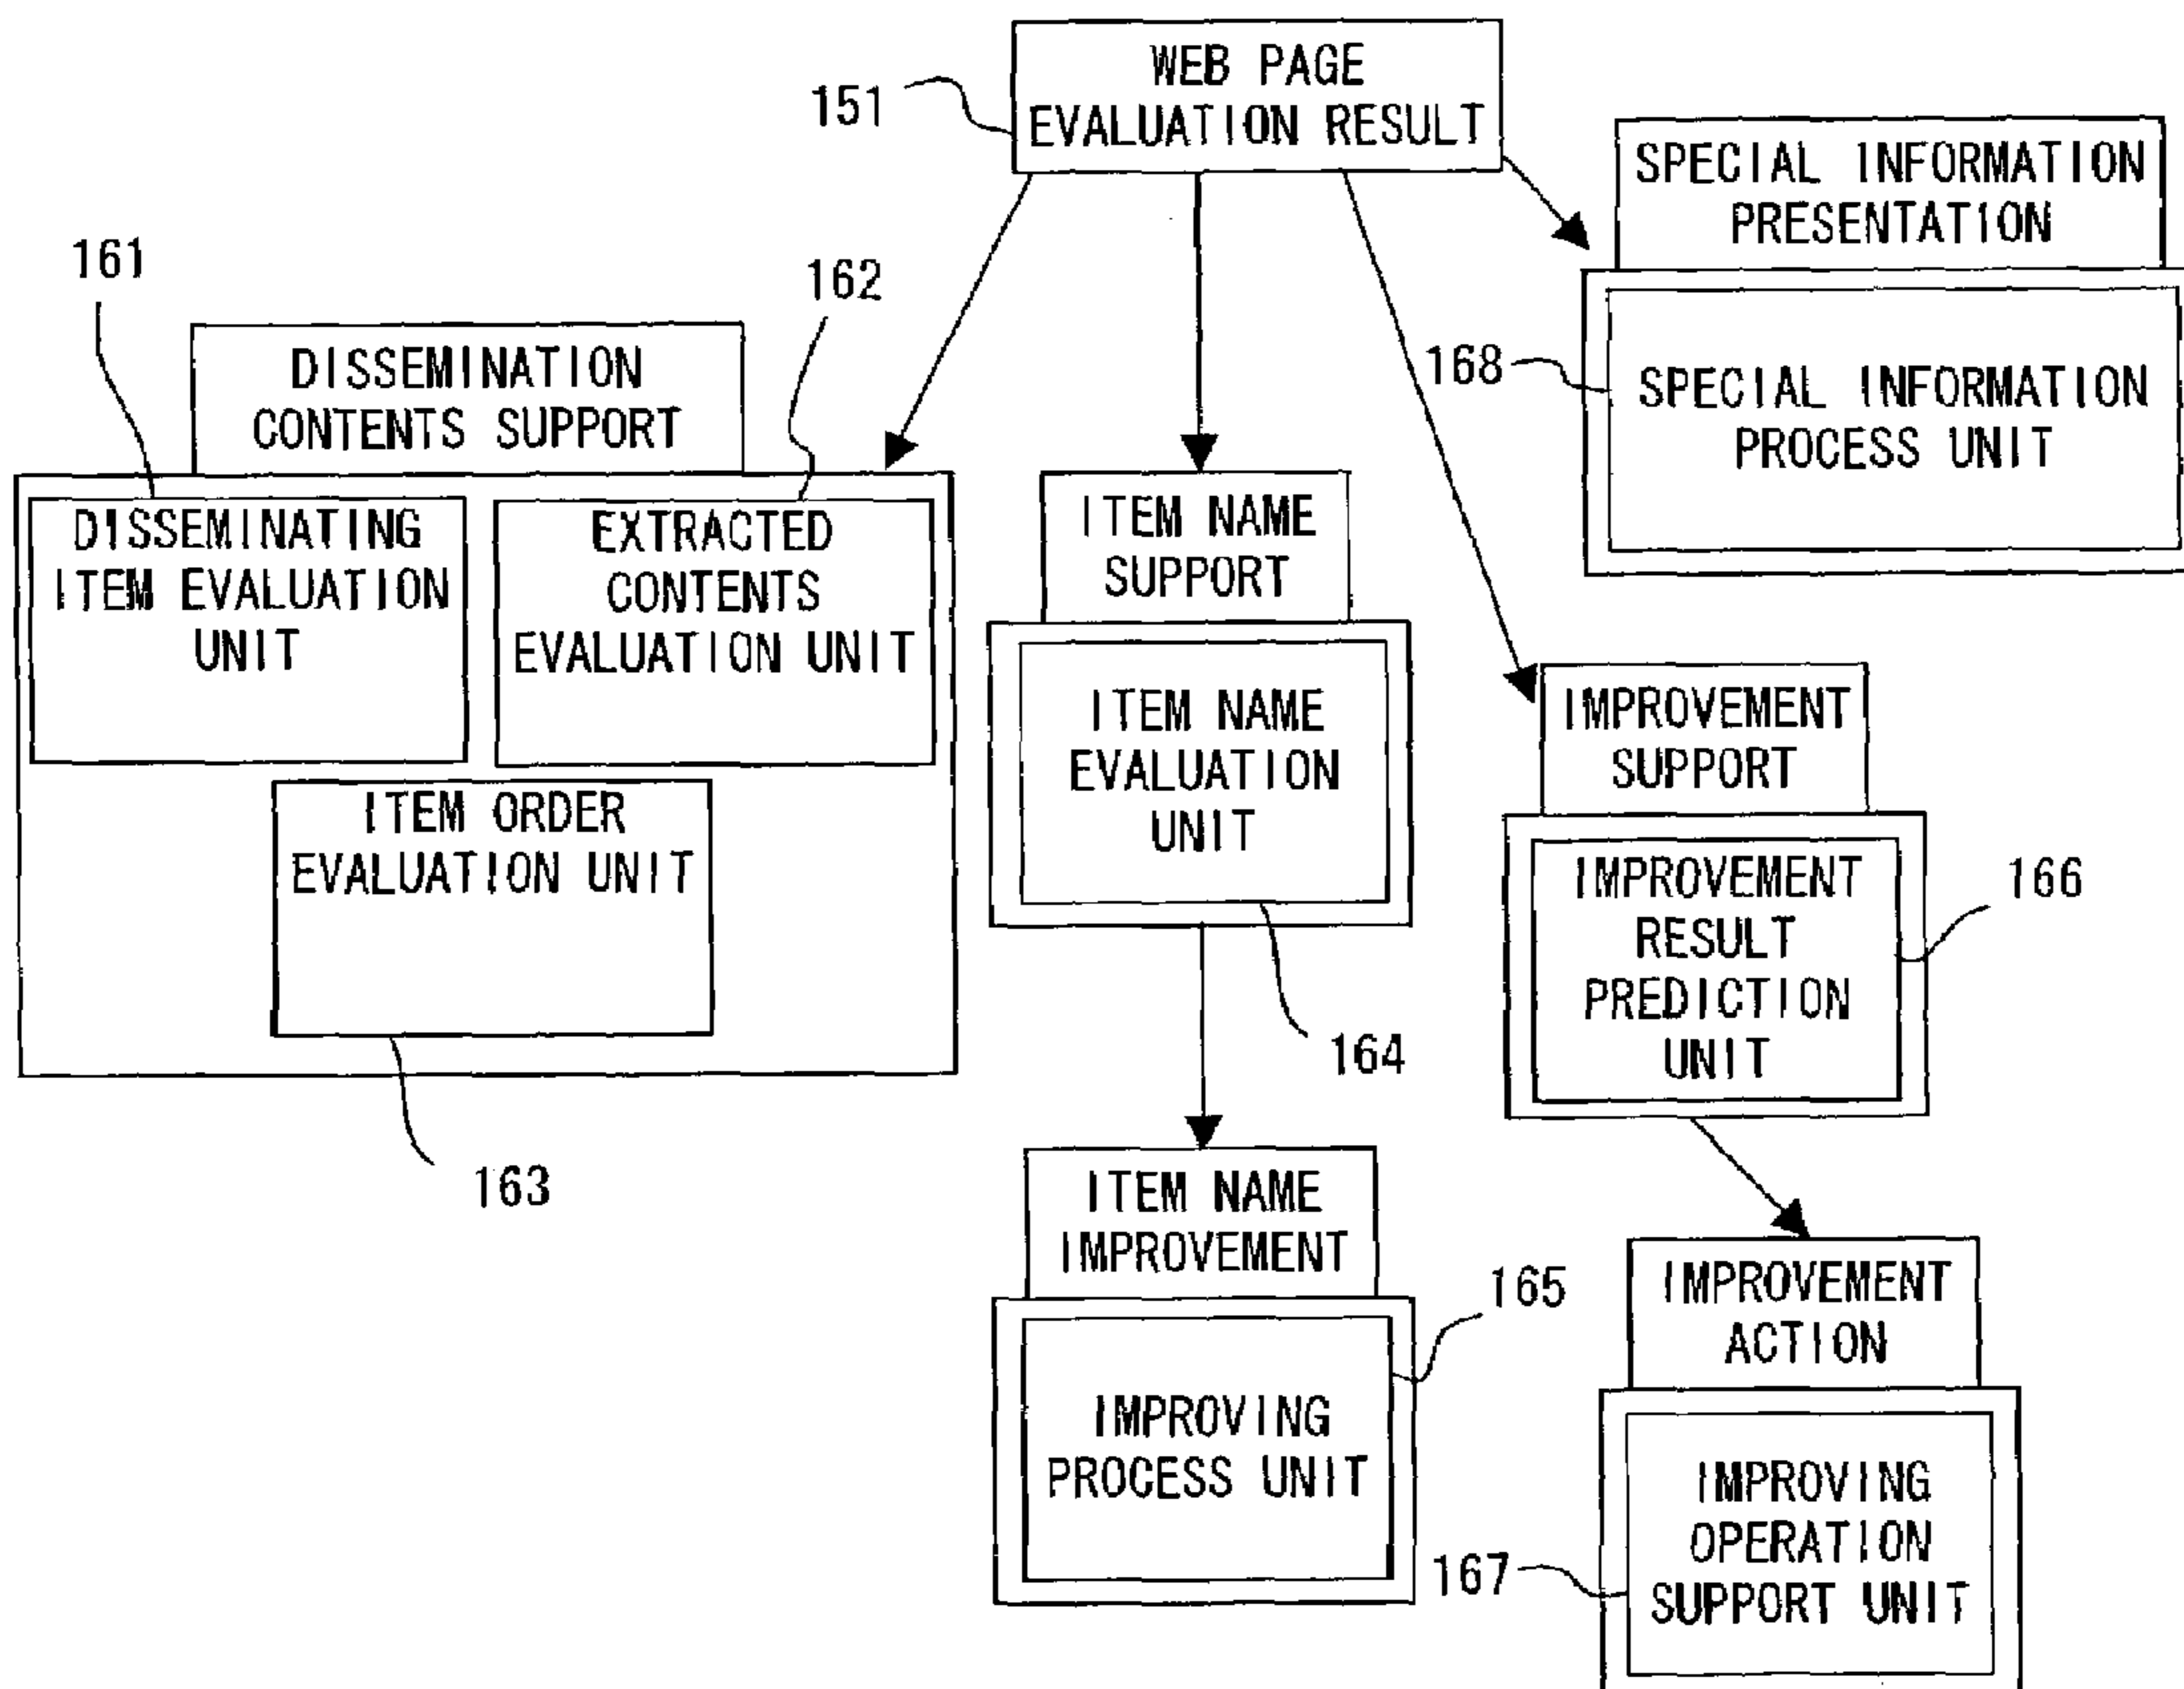 WEB PAGE
EVALUATION RESULT
151
SPECIAL INFORMATION
PRESENTATION
168
SPECIAL INFORMATION
PROCESS UNIT
161
162
DISSEMINATION
CONTENTS SUPPORT
DISSEMINATING
ITEM EVALUATION
UNIT
EXTRACTED
CONTENTS
EVALUATION UNIT
ITEM ORDER
EVALUATION UNIT
163
ITEM NAME
SUPPORT
ITEM NAME
EVALUATION
UNIT
164
IMPROVEMENT
SUPPORT
IMPROVEMENT
RESULT
PREDICTION
UNIT
166
ITEM NAME
IMPROVEMENT
165
IMPROVING
PROCESS UNIT
IMPROVEMENT
ACTION
167
IMPROVING
OPERATION
SUPPORT UNIT